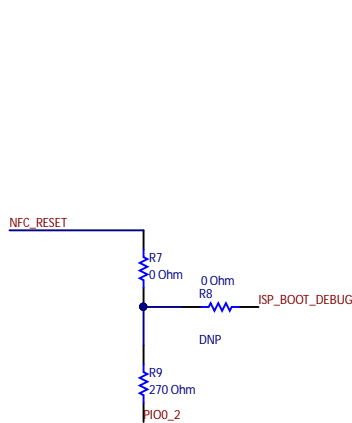 NFC_RESET
R7
0 Ohm
0 Ohm
R8
ISP_BOOT_DEBUG
DNP
R9
270 Ohm
PIO0_2